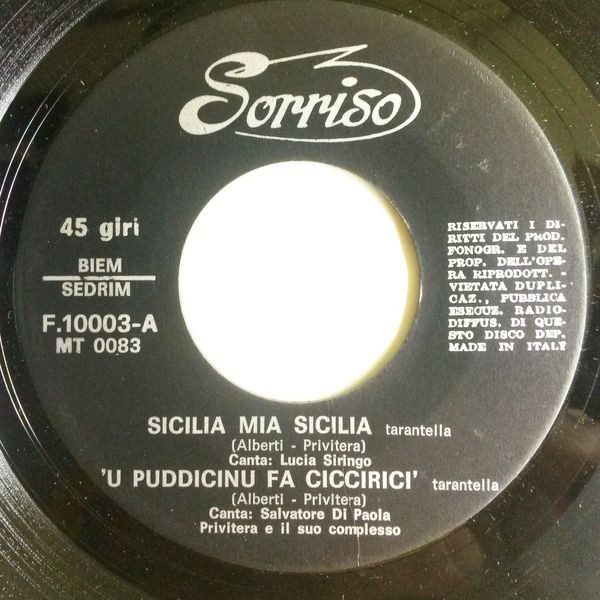 Sorriso
45 giri
BIEM
SEDRIM
F.10003-A
MT 0083
RISERVATI I DI-
RITTI DEL PROD.
FONOGR. E DEL
PROP. DELL'OPE-
RA RIPRODOTT. -
VIETATA DUPLI-
CAZ., PUBBLICA
ESECUZ. RADIO-
DIFFUS. DI QUE-
STO DISCO DEP.
MADE IN ITALY
SICILIA MIA SICILIA tarantella
(Alberti - Privitera)
Canta: Lucia Siringo
'U PUDDICINU FA CICCIRICI' tarantella
(Alberti - Privitera)
Canta: Salvatore Di Paola
Privitera e il suo complesso